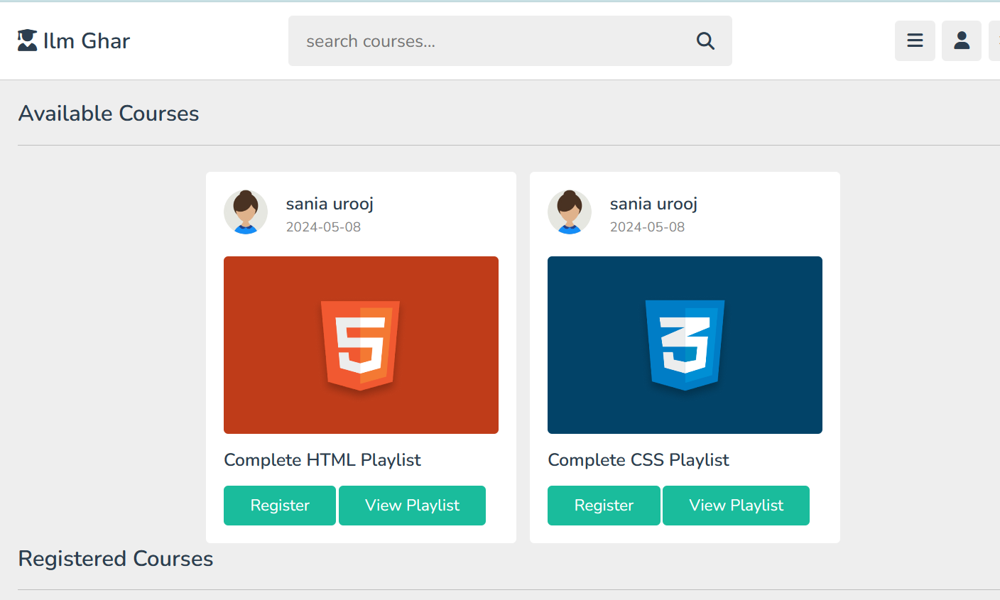 Ilm Ghar
search courses...
Available Courses
sania urooj
2024-05-08
Complete HTML Playlist
Register View Playlist
sania urooj
2024-05-08
Complete CSS Playlist
Register View Playlist
Registered Courses